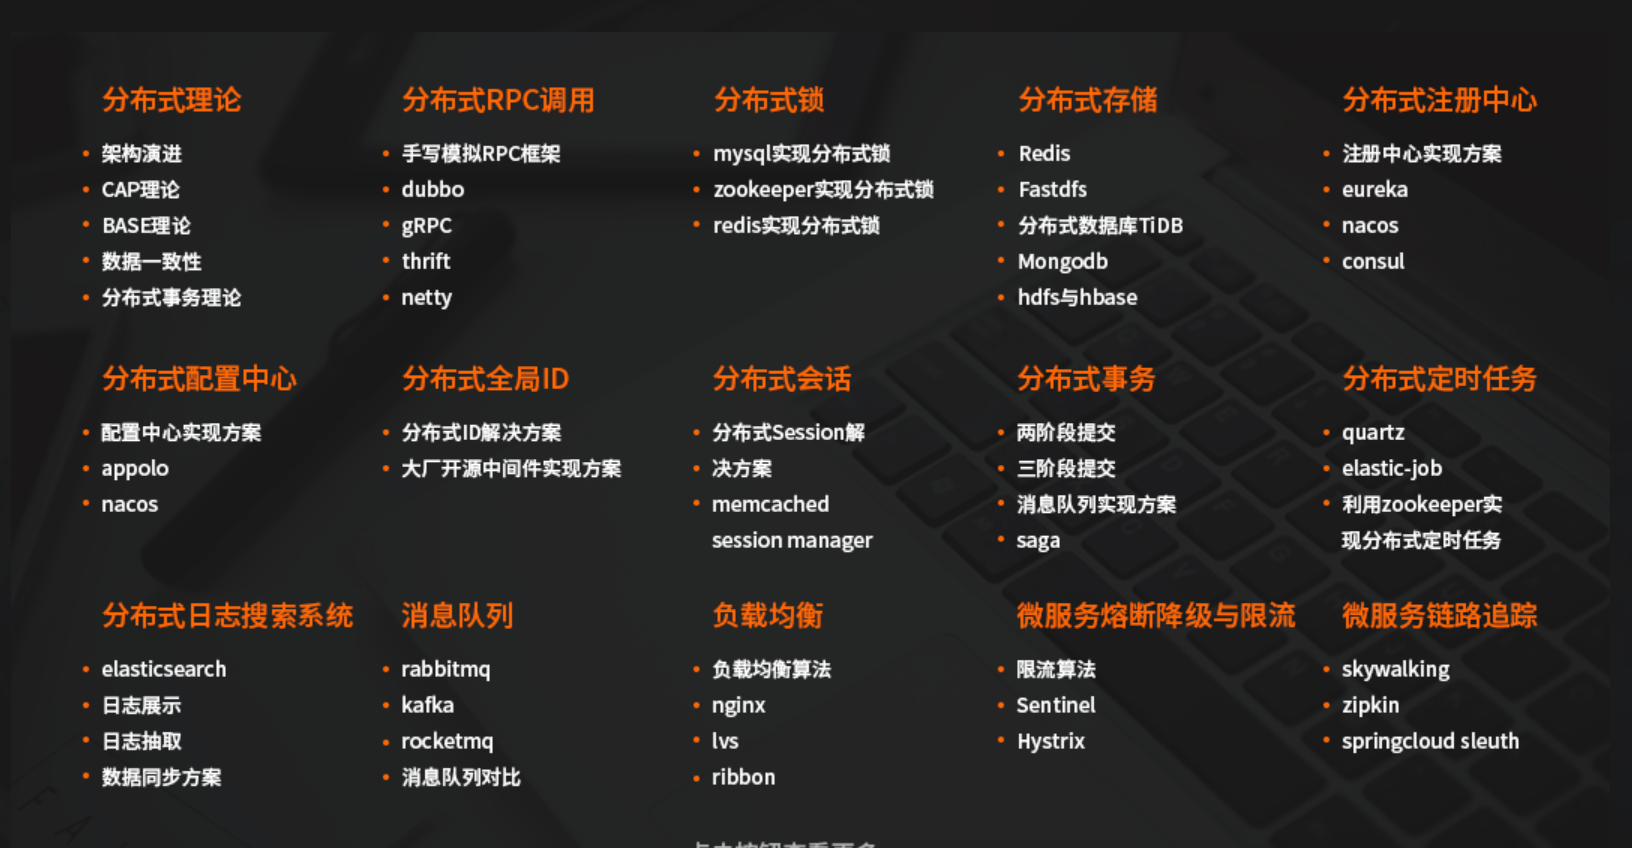 分布式理论
架构演进
CAP理论
BASE理论
数据一致性
分布式事务理论
分布式RPC调用
手写模拟RPC框架
dubbo
gRPC
thrift
netty
分布式锁
mysql实现分布式锁
zookeeper实现分布式锁
redis实现分布式锁
分布式存储
Redis
Fastdfs
分布式数据库TiDB
Mongodb
hdfs与hbase
分布式注册中心
注册中心实现方案
eureka
nacos
consul
分布式配置中心
配置中心实现方案
appolo
nacos
分布式全局ID
分布式ID解决方案
大厂开源中间件实现方案
分布式会话
分布式Session解
决方案
memcached
session manager
分布式事务
两阶段提交
三阶段提交
消息队列实现方案
saga
分布式定时任务
quartz
elastic-job
利用zookeeper实
现分布式定时任务
分布式日志搜索系统
elasticsearch
日志展示
日志抽取
数据同步方案
消息队列
rabbitmq
kafka
rocketmq
消息队列对比
负载均衡
负载均衡算法
nginx
lvs
ribbon
微服务熔断降级与限流
限流算法
Sentinel
Hystrix
微服务链路追踪
skywalking
zipkin
springcloud sleuth